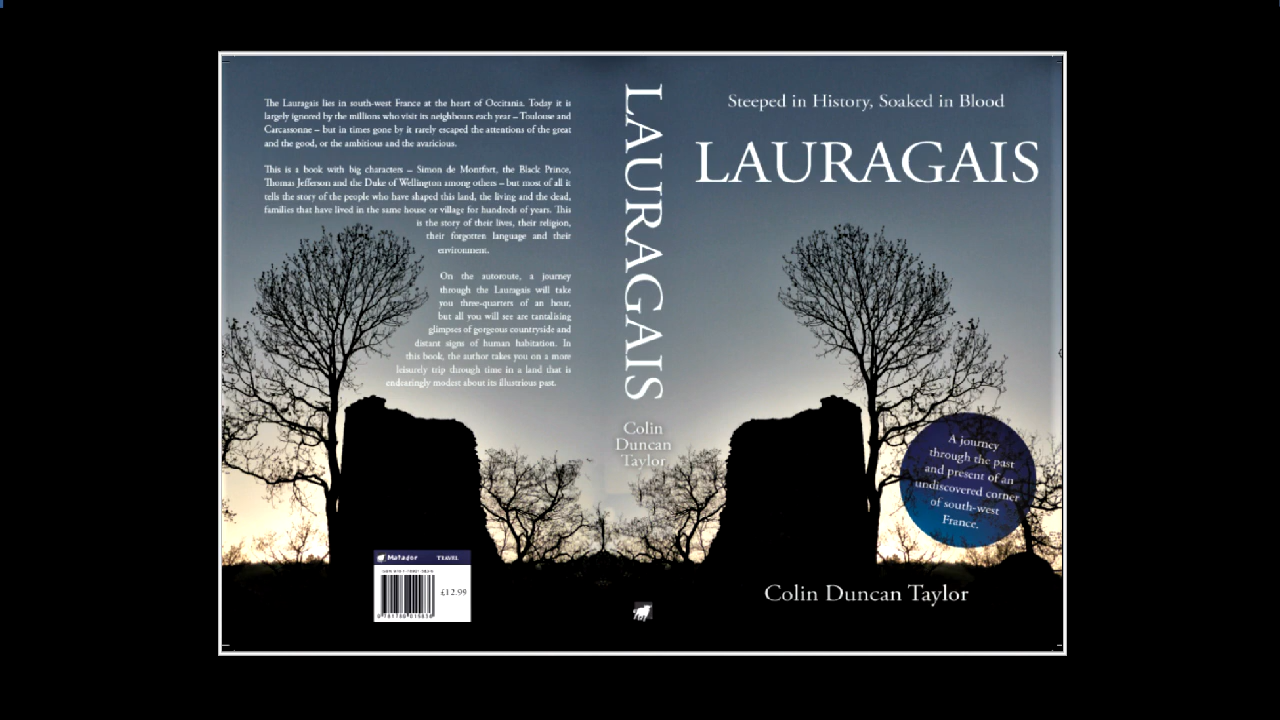 The Lauragais lies in south-west France at the heart of Occitania. Today it is
largely ignored by the millions who visit its neighbours each year – Toulouse and
Carcassonne – but in times gone by it rarely escaped the attentions of the great
and the good, or the ambitious and the avaricious.
This is a book with big characters – Simon de Montfort, the Black Prince,
Thomas Jefferson and the Duke of Wellington among others – but most of all it
tells the story of the people who have shaped this land, the living and the dead,
families that have lived in the same house or village for hundreds of years. This
is the story of their lives, their religion,
their forgotten language and their
environment.
On the autoroute, a journey
through the Lauragais will take
you three-quarters of an hour,
but all you will see are tantalising
glimpses of gorgeous countryside and
distant signs of human habitation. In
this book, the author takes you on a more
leisurely trip through time in a land that is
endearingly modest about its illustrious past.
Matador TRAVEL
£12.99
LAURAGAIS
Colin
Duncan
Taylor
Steeped in History, Soaked in Blood
LAURAGAIS
A journey
through the past
and present of an
undiscovered corner
of south-west
France.
Colin Duncan Taylor